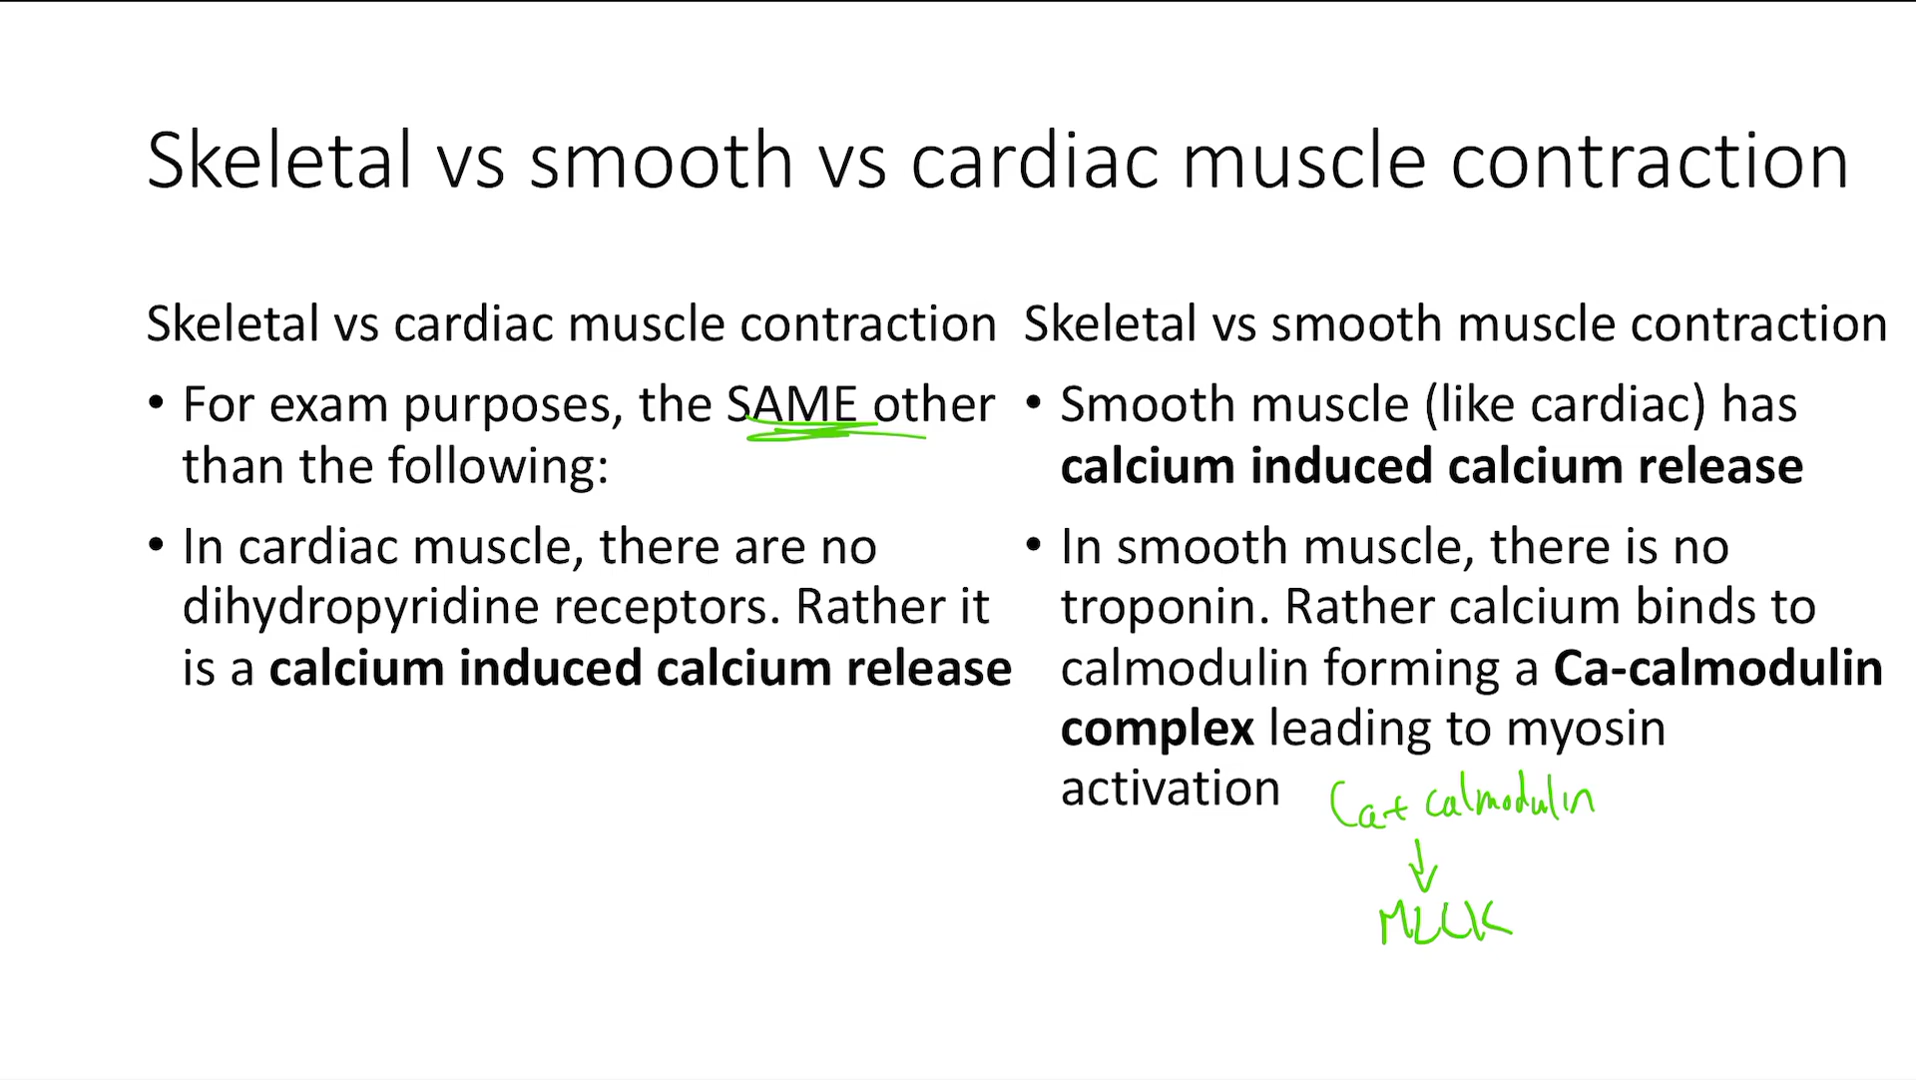 Skeletal vs smooth vs cardiac muscle contraction
Skeletal vs cardiac muscle contraction
• For exam purposes, the SAME other
than the following:
• In cardiac muscle, there are no
dihydropyridine receptors. Rather it
is a calcium induced calcium release
Skeletal vs smooth muscle contraction
• Smooth muscle (like cardiac) has
calcium induced calcium release
• In smooth muscle, there is no
troponin. Rather calcium binds to
calmodulin forming a Ca-calmodulin
complex leading to myosin
activation
Ca+ calmodulin
↓
MLCK